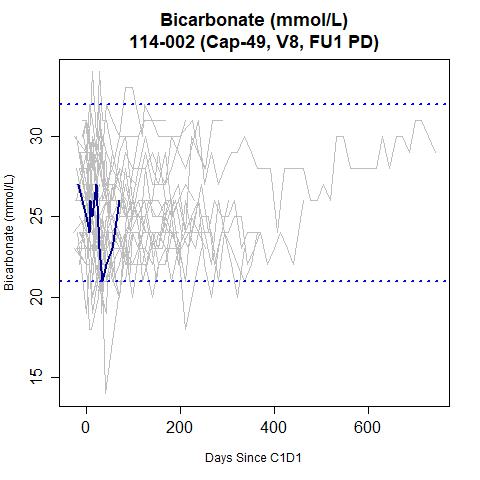 Bicarbonate (mmol/L)
114-002 (Cap-49, V8, FU1 PD)
Bicarbonate (mmol/L)
30
25
20
15
0 200 400 600
Days Since C1D1